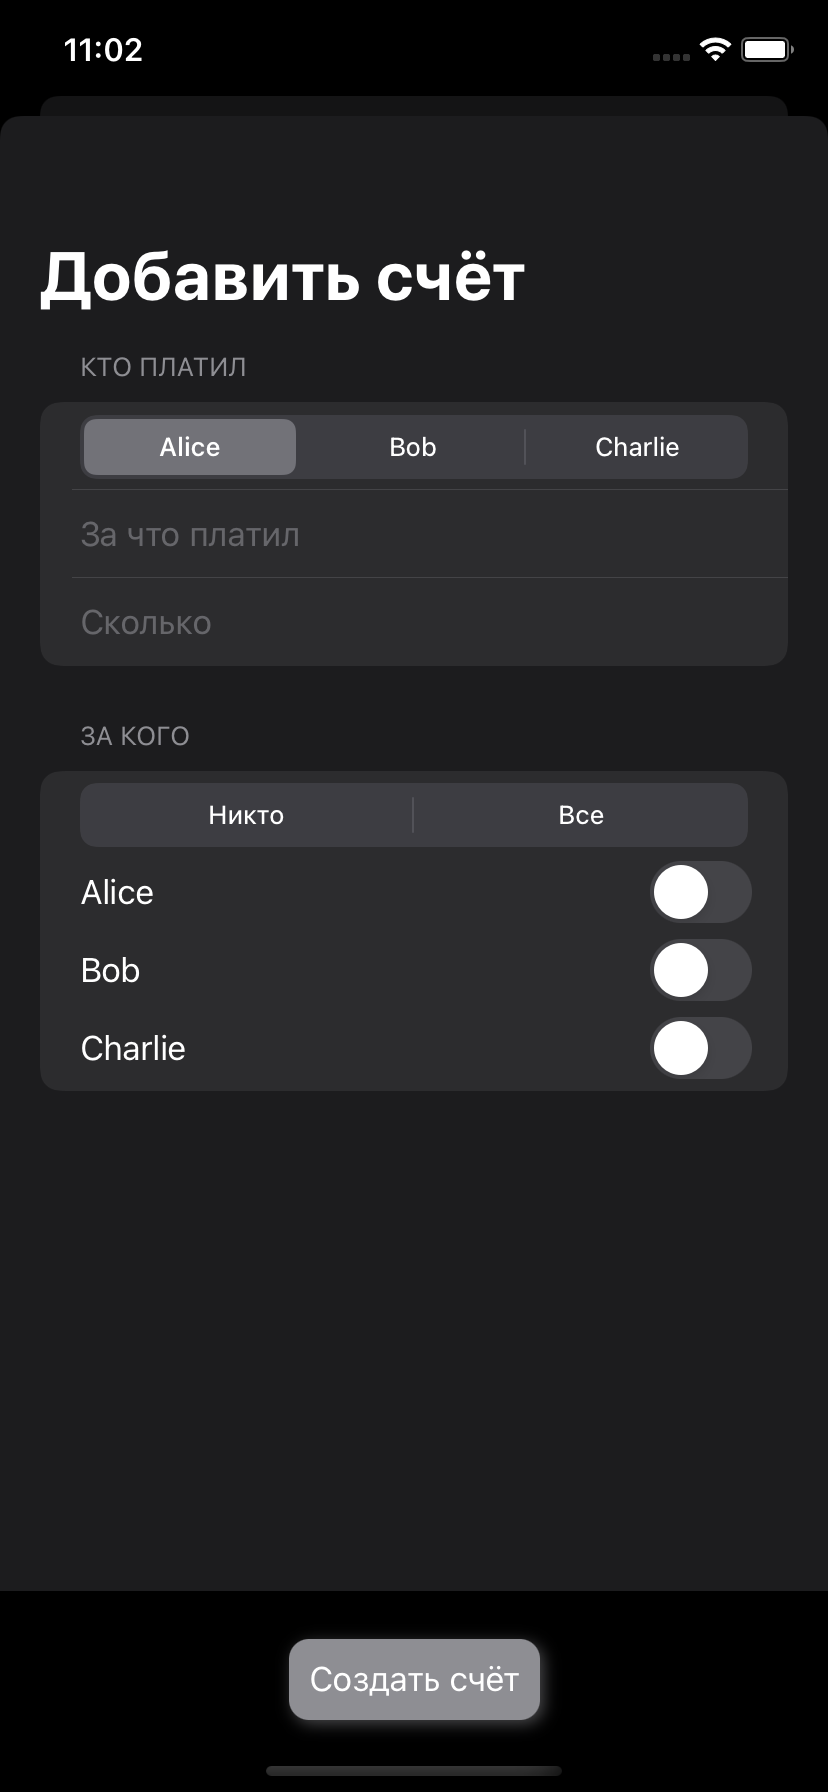 11:02
Добавить счёт
КТО ПЛАТИЛ
Alice Bob Charlie
За что платил
Сколько
ЗА КОГО
Никто Все
Alice
Bob
Charlie
Создать счёт